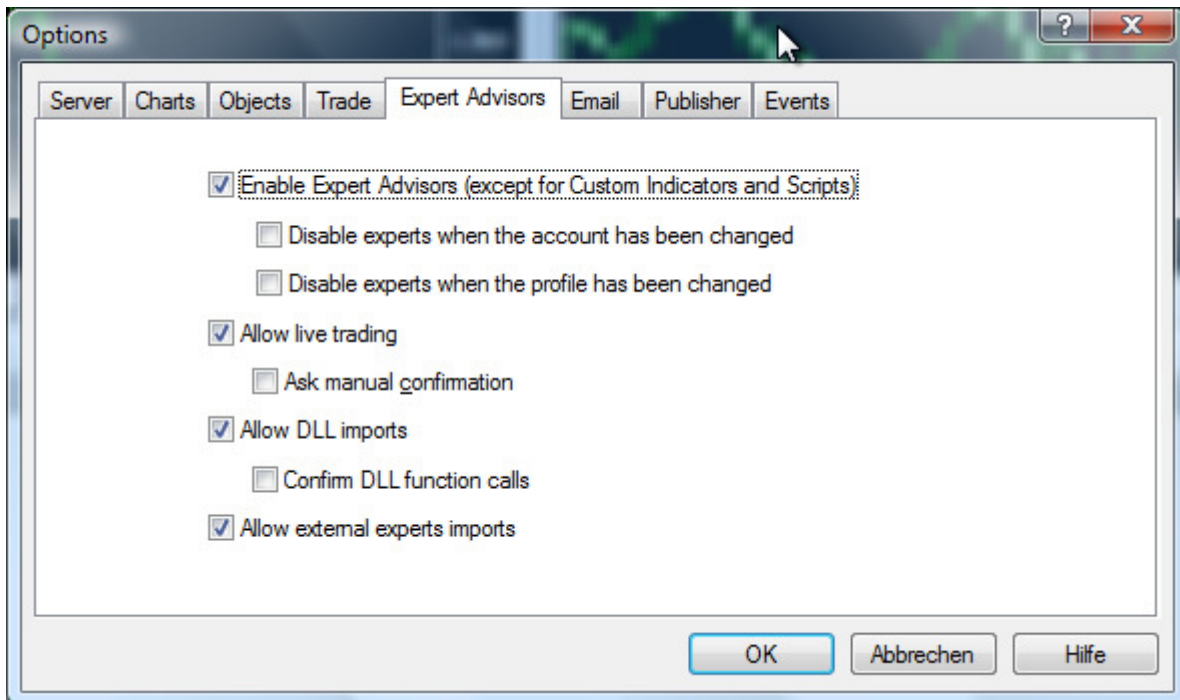 Options
Server Charts Objects Trade Expert Advisors Email Publisher Events
Enable Expert Advisors (except for Custom Indicators and Scripts)
Disable experts when the account has been changed
Disable experts when the profile has been changed
Allow live trading
Ask manual confirmation
Allow DLL imports
Confirm DLL function calls
Allow external experts imports
OK Abbrechen Hilfe